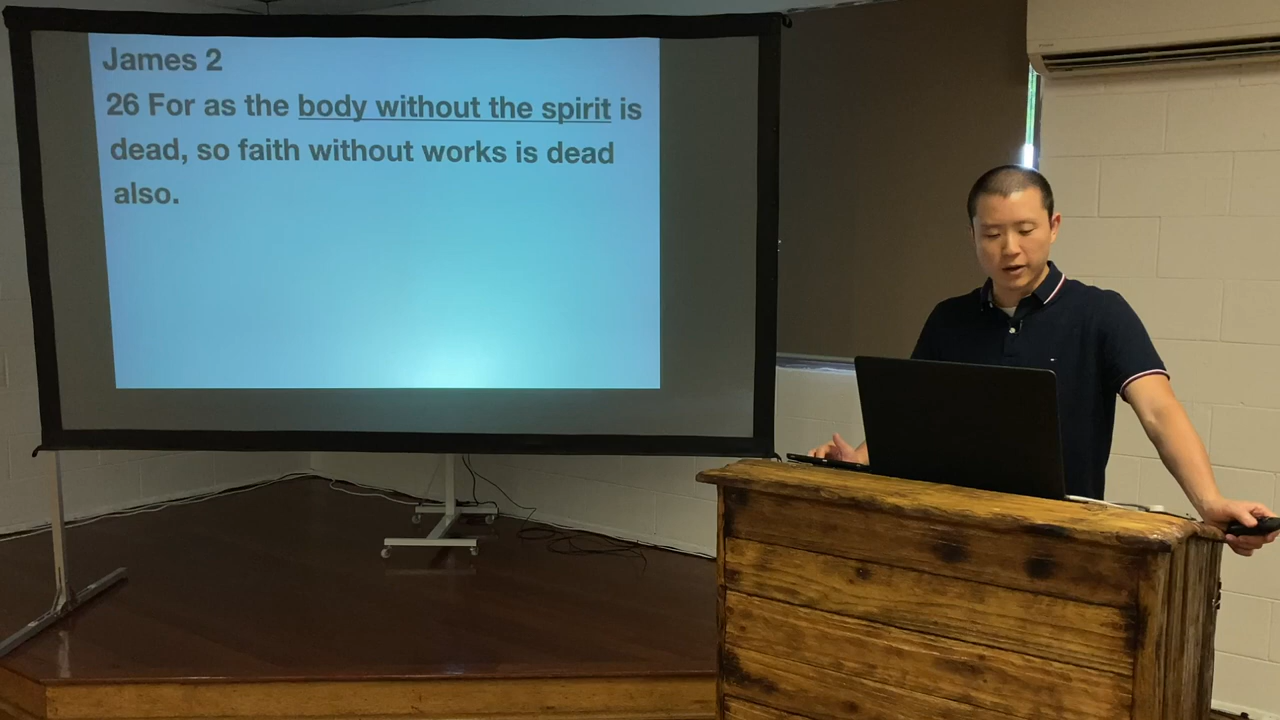 James 2
26 For as the body without the spirit is
dead, so faith without works is dead
also.